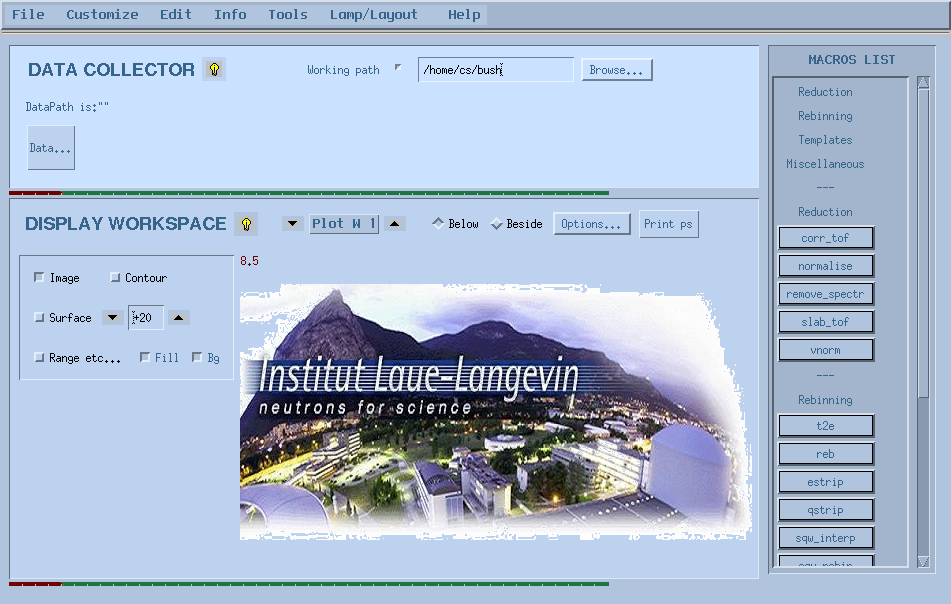 File Customize Edit Info Tools Lamp/Layout Help
DATA COLLECTOR Working path /home/cs/bush Browse...
DataPath is:""
Data...
DISPLAY WORKSPACE Plot W 1 Below Beside Options... Print ps
8.5
Image Contour
Surface +20
Range etc... Fill Bg
Institut Laue-Langevin
neutrons for science
MACROS LIST
Reduction
Rebinning
Templates
Miscellaneous
---
Reduction
corr_tof
normalise
remove_spectr
slab_tof
vnorm
---
Rebinning
t2e
reb
estrip
qstrip
sqw_interp